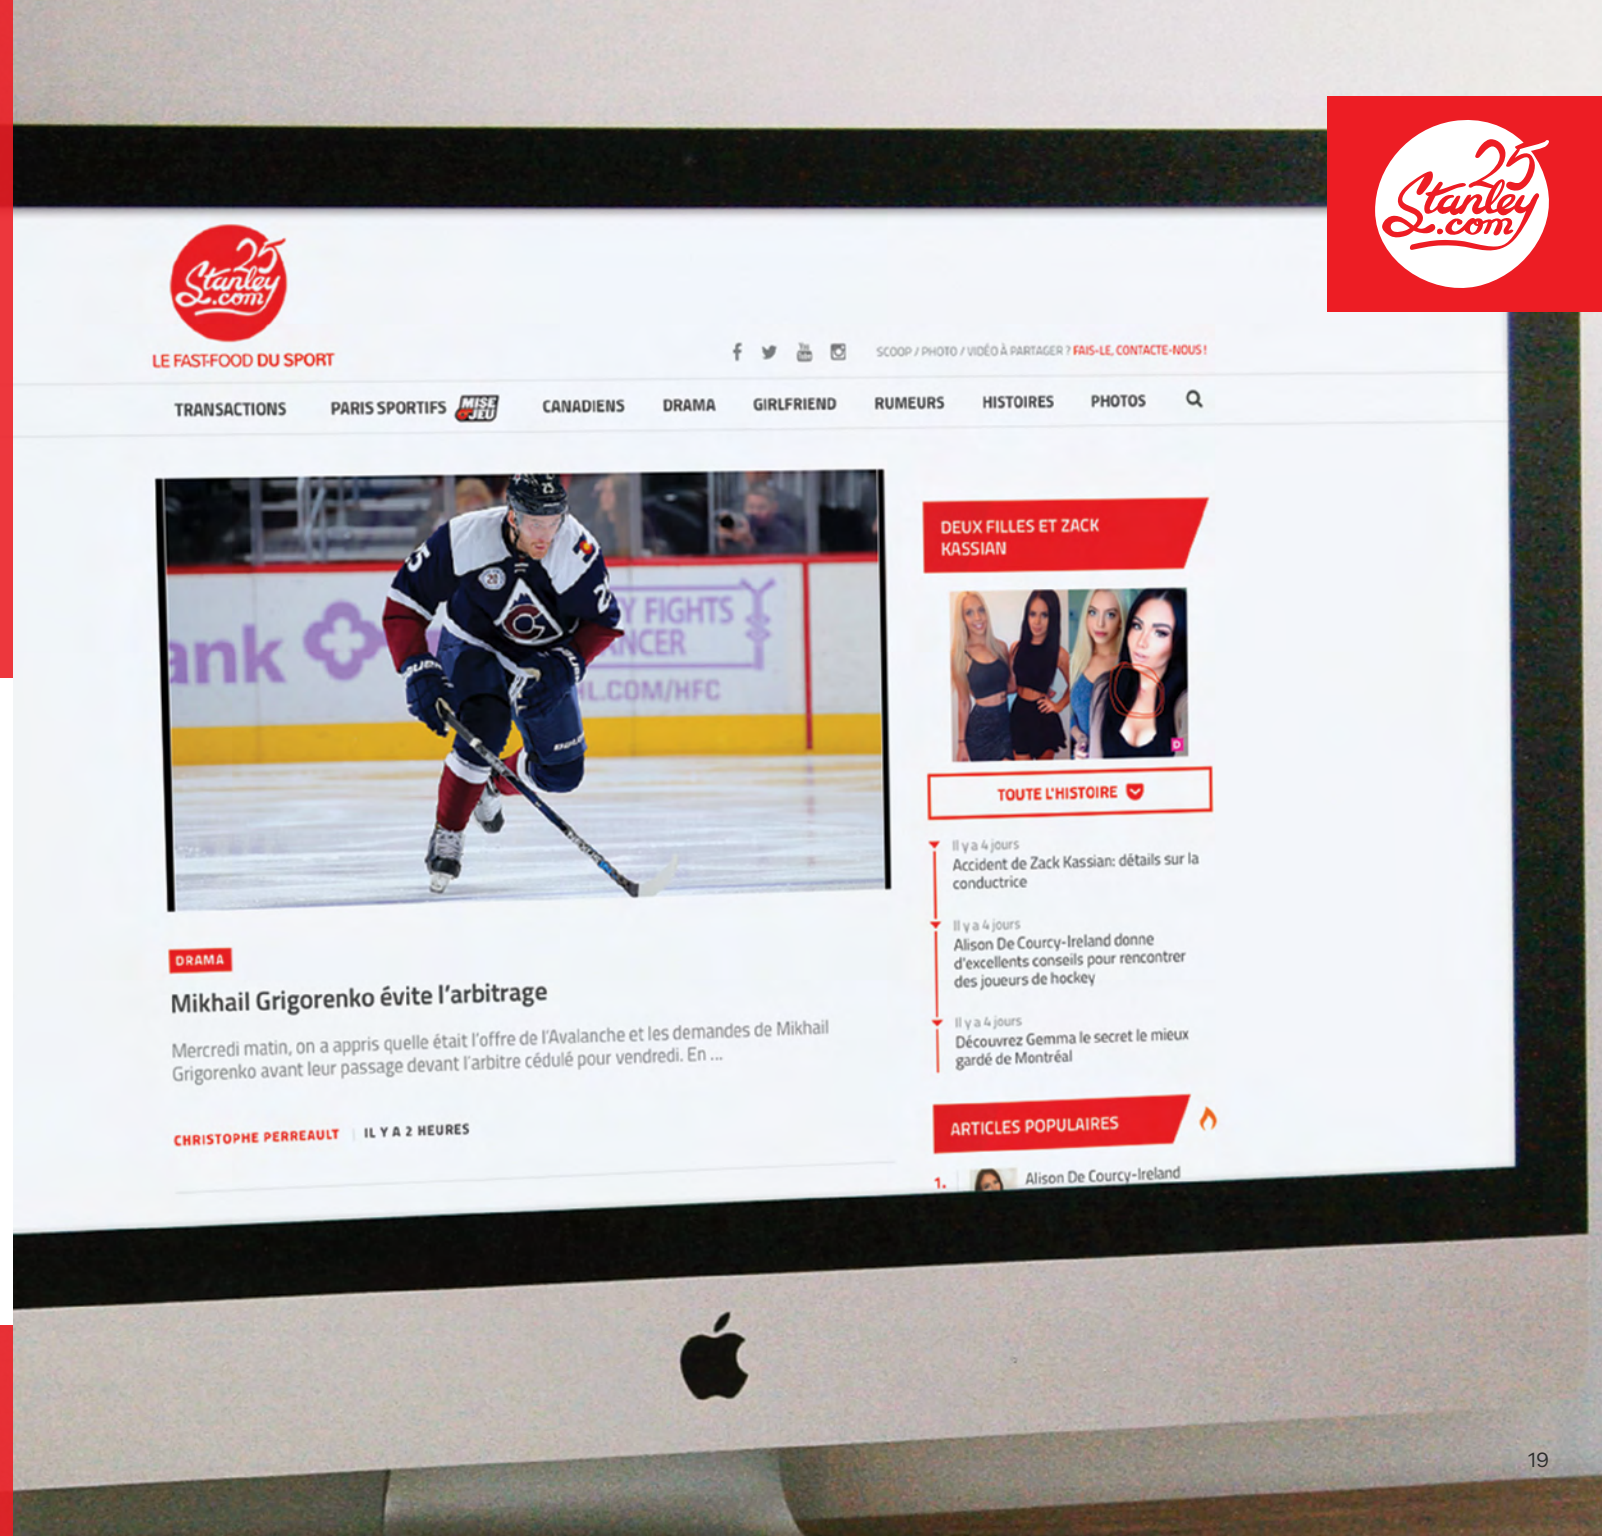 25
Stanley
.com
25
Stanley
.com
LE FAST-FOOD DU SPORT
SCOOP / PHOTO / VIDÉO À PARTAGER ? FAIS-LE, CONTACTE-NOUS !
TRANSACTIONS PARIS SPORTIFS MISE O JEU CANADIENS DRAMA GIRLFRIEND RUMEURS HISTOIRES PHOTOS
25
25
20
ank
Y FIGHTS
NCER
HL.COM/HFC
BAUER
DRAMA
Mikhail Grigorenko évite l'arbitrage
Mercredi matin, on a appris quelle était l'offre de l'Avalanche et les demandes de Mikhail
Grigorenko avant leur passage devant l'arbitre cédulé pour vendredi. En ...
CHRISTOPHE PERREAULT IL Y A 2 HEURES
DEUX FILLES ET ZACK
KASSIAN
D
TOUTE L'HISTOIRE
Il y a 4 jours
Accident de Zack Kassian: détails sur la
conductrice
Il y a 4 jours
Alison De Courcy-Ireland donne
d'excellents conseils pour rencontrer
des joueurs de hockey
Il y a 4 jours
Découvrez Gemma le secret le mieux
gardé de Montréal
ARTICLES POPULAIRES
1. Alison De Courcy-Ireland
19